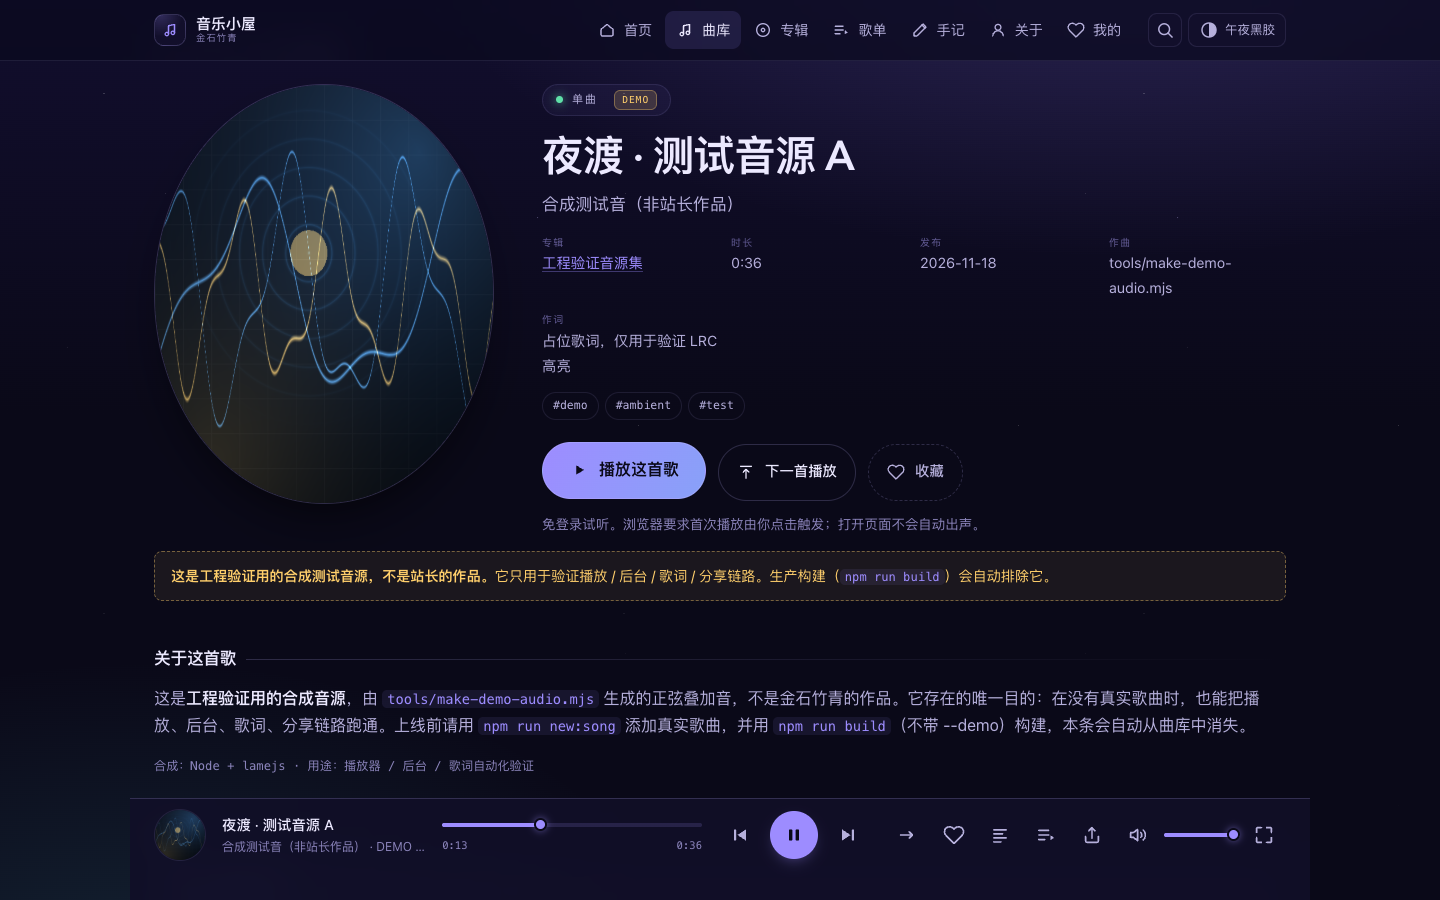 音乐小屋
金石竹青
首页
曲库
专辑
歌单
手记
关于
我的
午夜黑胶
单曲
DEMO
夜渡 · 测试音源 A
合成测试音（非站长作品）
专辑
时长
发布
作曲
工程验证音源集
0:36
2026-11-18
tools/make-demo-
audio.mjs
作词
占位歌词，仅用于验证 LRC
高亮
#demo
#ambient
#test
播放这首歌
下一首播放
收藏
免登录试听。浏览器要求首次播放由你点击触发；打开页面不会自动出声。
这是工程验证用的合成测试音源，不是站长的作品。它只用于验证播放 / 后台 / 歌词 / 分享链路。生产构建（npm run build）会自动排除它。
关于这首歌
这是工程验证用的合成音源，由 tools/make-demo-audio.mjs 生成的正弦叠加音，不是金石竹青的作品。它存在的唯一目的：在没有真实歌曲时，也能把播
放、后台、歌词、分享链路跑通。上线前请用 npm run new:song 添加真实歌曲，并用 npm run build（不带 --demo）构建，本条会自动从曲库中消失。
合成：Node + lamejs · 用途：播放器 / 后台 / 歌词自动化验证
夜渡 · 测试音源 A
合成测试音（非站长作品） · DEMO ...
0:13
0:36